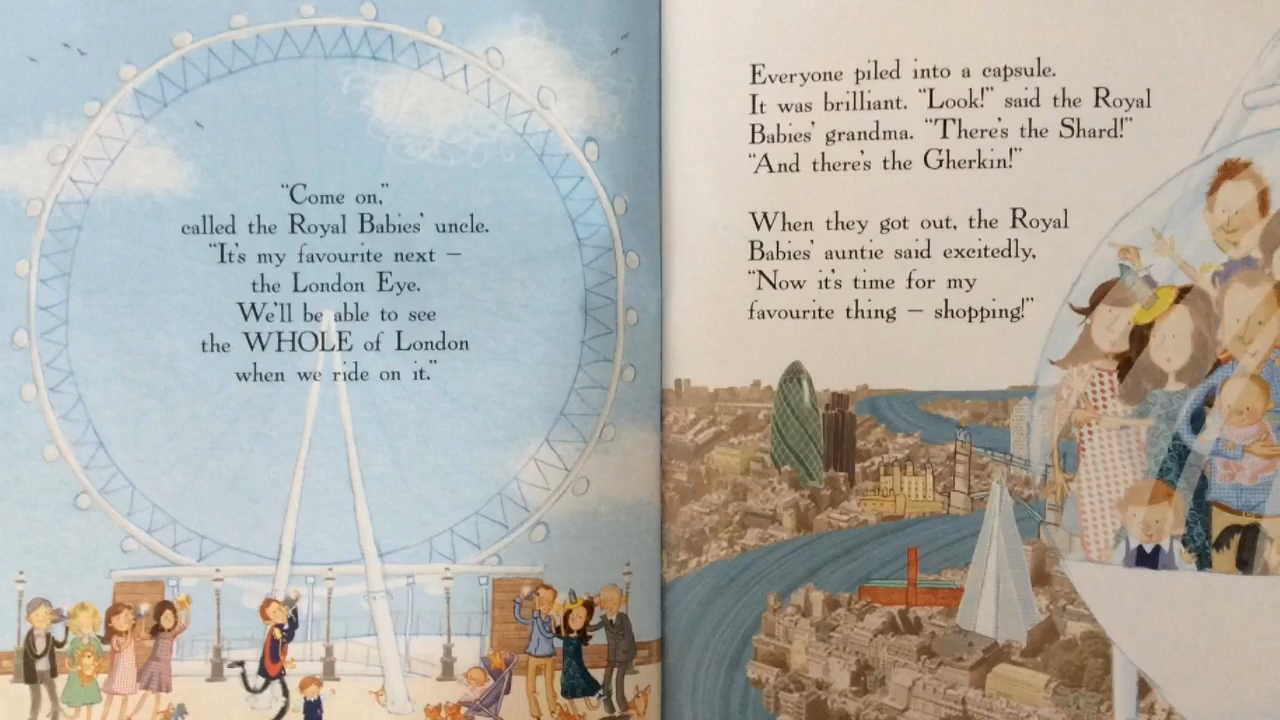 “Come on,”
called the Royal Babies’ uncle.
“It’s my favourite next –
the London Eye.
We’ll be able to see
the WHOLE of London
when we ride on it.”
Everyone piled into a capsule.
It was brilliant. “Look!” said the Royal
Babies’ grandma. “There’s the Shard!”
“And there’s the Gherkin!”
When they got out, the Royal
Babies’ auntie said excitedly,
“Now it’s time for my
favourite thing – shopping!”